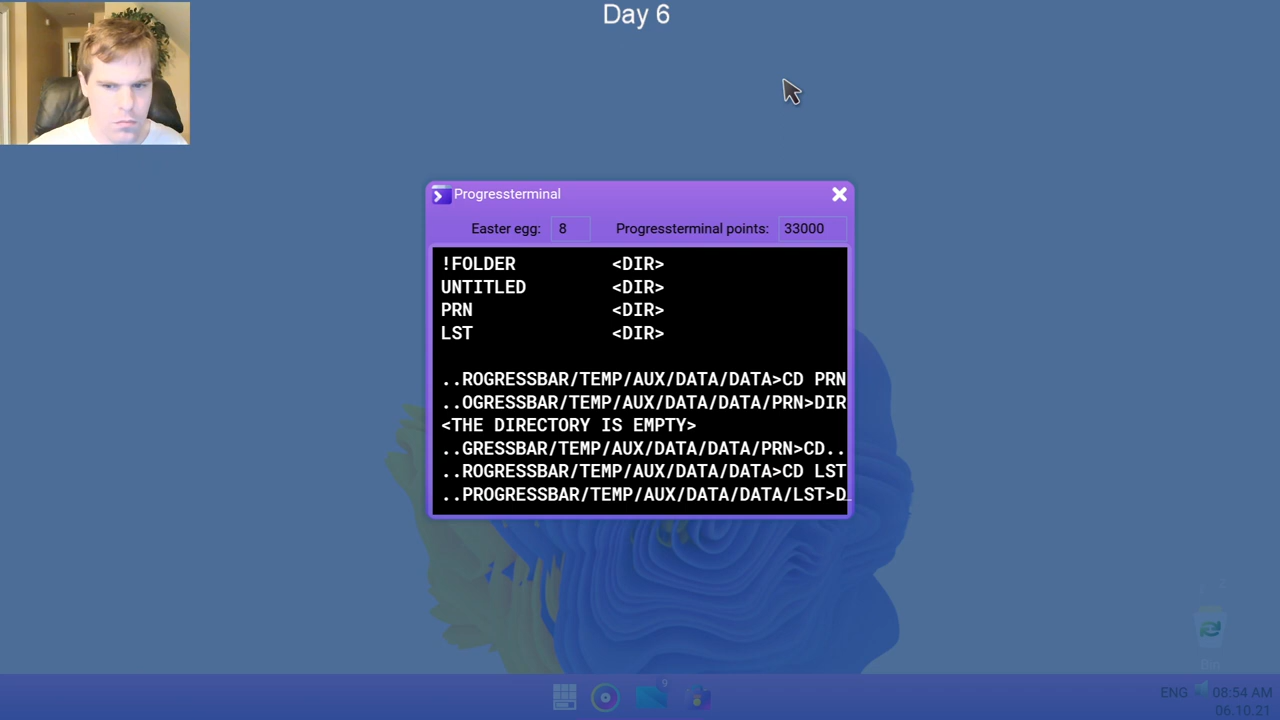 Day 6
Progressterminal
Easter egg: 8 Progressterminal points: 33000
!FOLDER <DIR>
UNTITLED <DIR>
PRN <DIR>
LST <DIR>
..ROGRESSBAR/TEMP/AUX/DATA/DATA>CD PRN
..OGRESSBAR/TEMP/AUX/DATA/DATA/PRN>DIR
<THE DIRECTORY IS EMPTY>
..GRESSBAR/TEMP/AUX/DATA/DATA/PRN>CD..
..ROGRESSBAR/TEMP/AUX/DATA/DATA>CD LST
..PROGRESSBAR/TEMP/AUX/DATA/DATA/LST>D_
Bin
9
ENG 08:54 AM
06.10.21